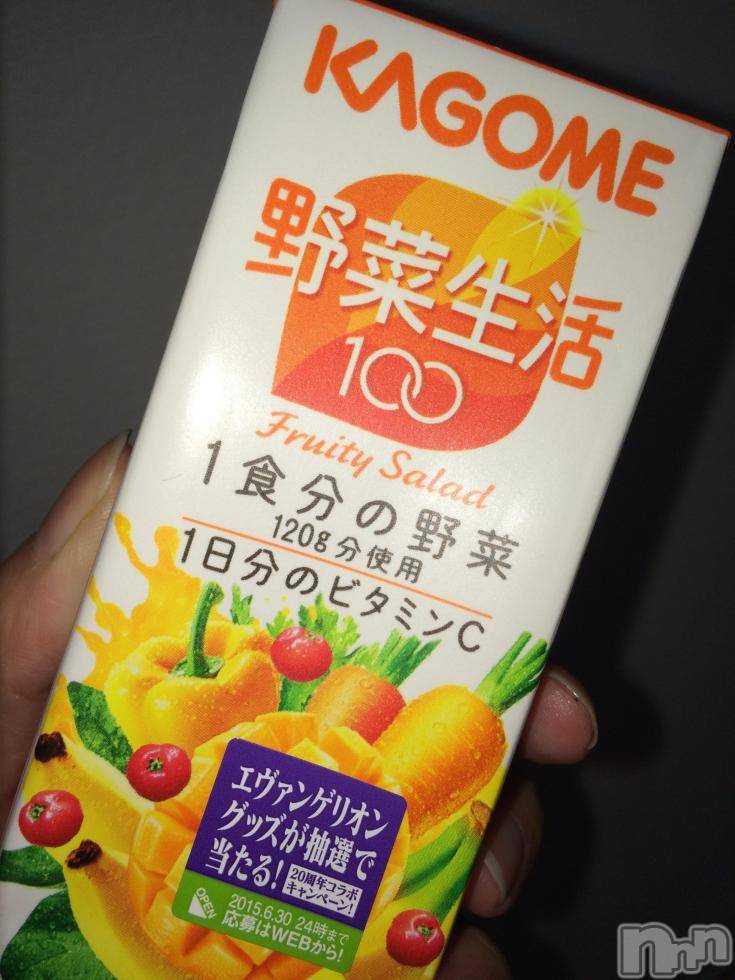 KAGOME
野菜生活
100
Fruity Salad
1食分の野菜
120g分使用
1日分のビタミンC
エヴァンゲリオン
グッズが抽選で
当たる!
20周年コラボ
キャンペーン!
OPEN
2015.6.30 24時まで
応募はWEBから!
nnn